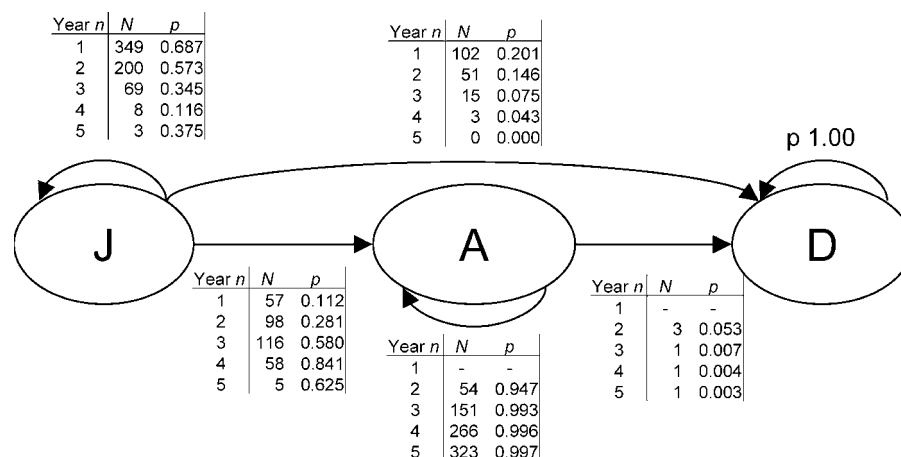 Year n N p
1 349 0.687
2 200 0.573
3 69 0.345
4 8 0.116
5 3 0.375
Year n N p
1 102 0.201
2 51 0.146
3 15 0.075
4 3 0.043
5 0 0.000
p 1.00
J
A
D
Year n N p
1 57 0.112
2 98 0.281
3 116 0.580
4 58 0.841
5 5 0.625
Year n N p
1 - -
2 54 0.947
3 151 0.993
4 266 0.996
5 323 0.997
Year n N p
1 - -
2 3 0.053
3 1 0.007
4 1 0.004
5 1 0.003